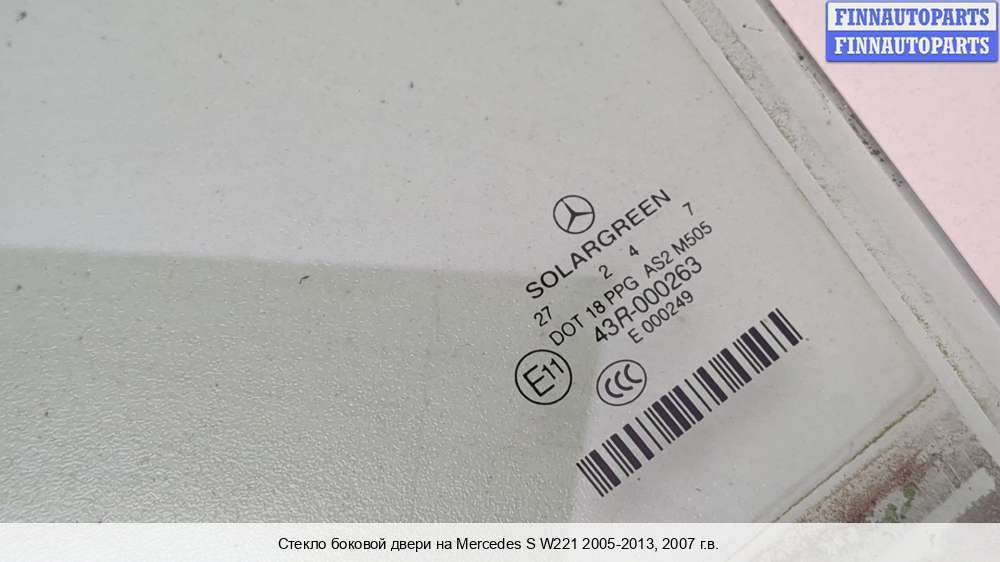 FINNAUTOPARTS
FINNAUTOPARTS
SOLARGREEN
27 2 4 7
DOT 18 PPG AS2 M505
43R-000263
E 000249
E11
CCC
Стекло боковой двери на Mercedes S W221 2005-2013, 2007 г.в.